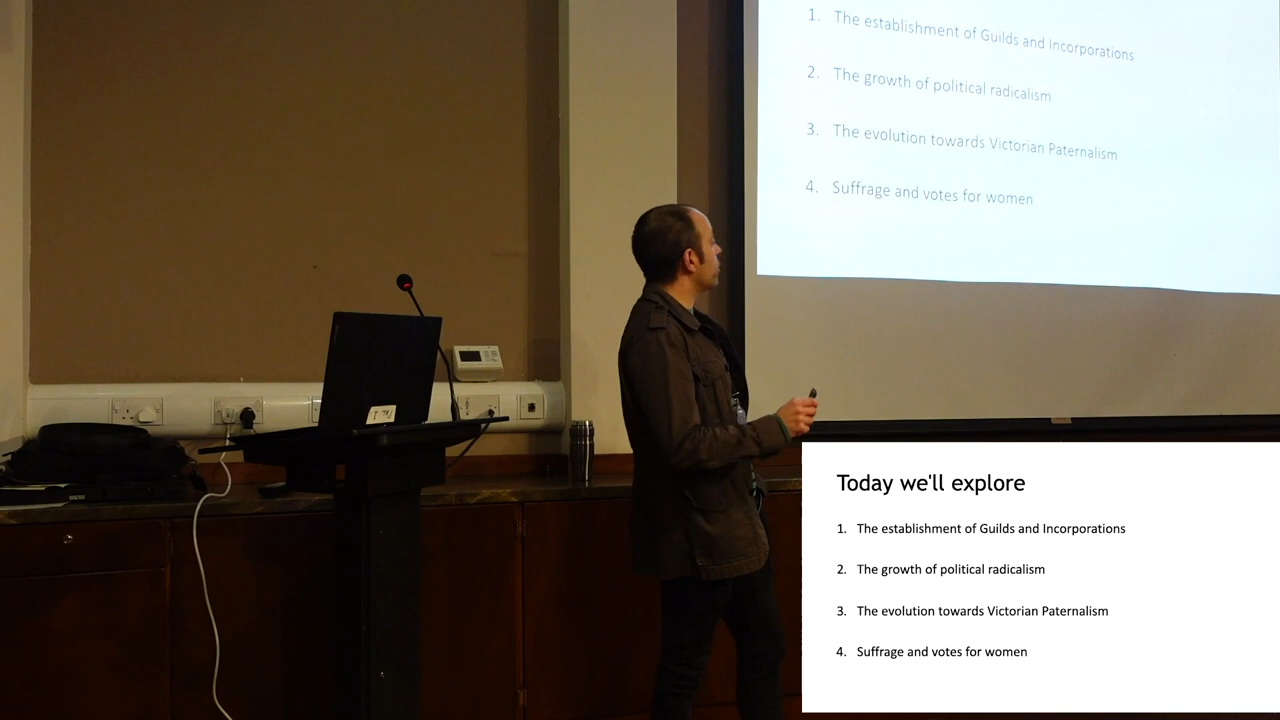 1. The establishment of Guilds and Incorporations
2. The growth of political radicalism
3. The evolution towards Victorian Paternalism
4. Suffrage and votes for women
Today we'll explore
1. The establishment of Guilds and Incorporations
2. The growth of political radicalism
3. The evolution towards Victorian Paternalism
4. Suffrage and votes for women